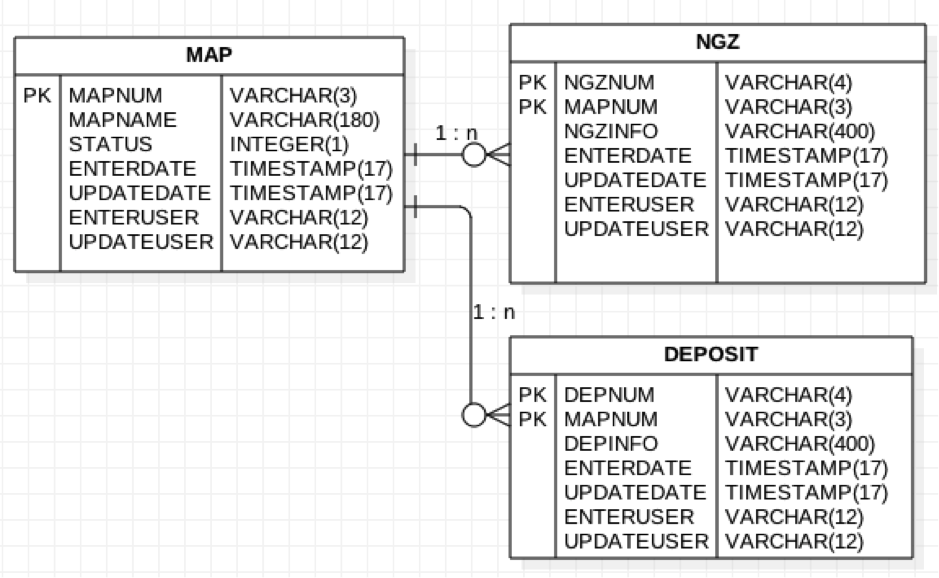 MAP
PK MAPNUM VARCHAR(3)
MAPNAME VARCHAR(180)
STATUS INTEGER(1)
ENTERDATE TIMESTAMP(17)
UPDATEDATE TIMESTAMP(17)
ENTERUSER VARCHAR(12)
UPDATEUSER VARCHAR(12)
1 : n
NGZ
PK NGZNUM VARCHAR(4)
PK MAPNUM VARCHAR(3)
NGZINFO VARCHAR(400)
ENTERDATE TIMESTAMP(17)
UPDATEDATE TIMESTAMP(17)
ENTERUSER VARCHAR(12)
UPDATEUSER VARCHAR(12)
1 : n
DEPOSIT
PK DEPNUM VARCHAR(4)
PK MAPNUM VARCHAR(3)
DEPINFO VARCHAR(400)
ENTERDATE TIMESTAMP(17)
UPDATEDATE TIMESTAMP(17)
ENTERUSER VARCHAR(12)
UPDATEUSER VARCHAR(12)